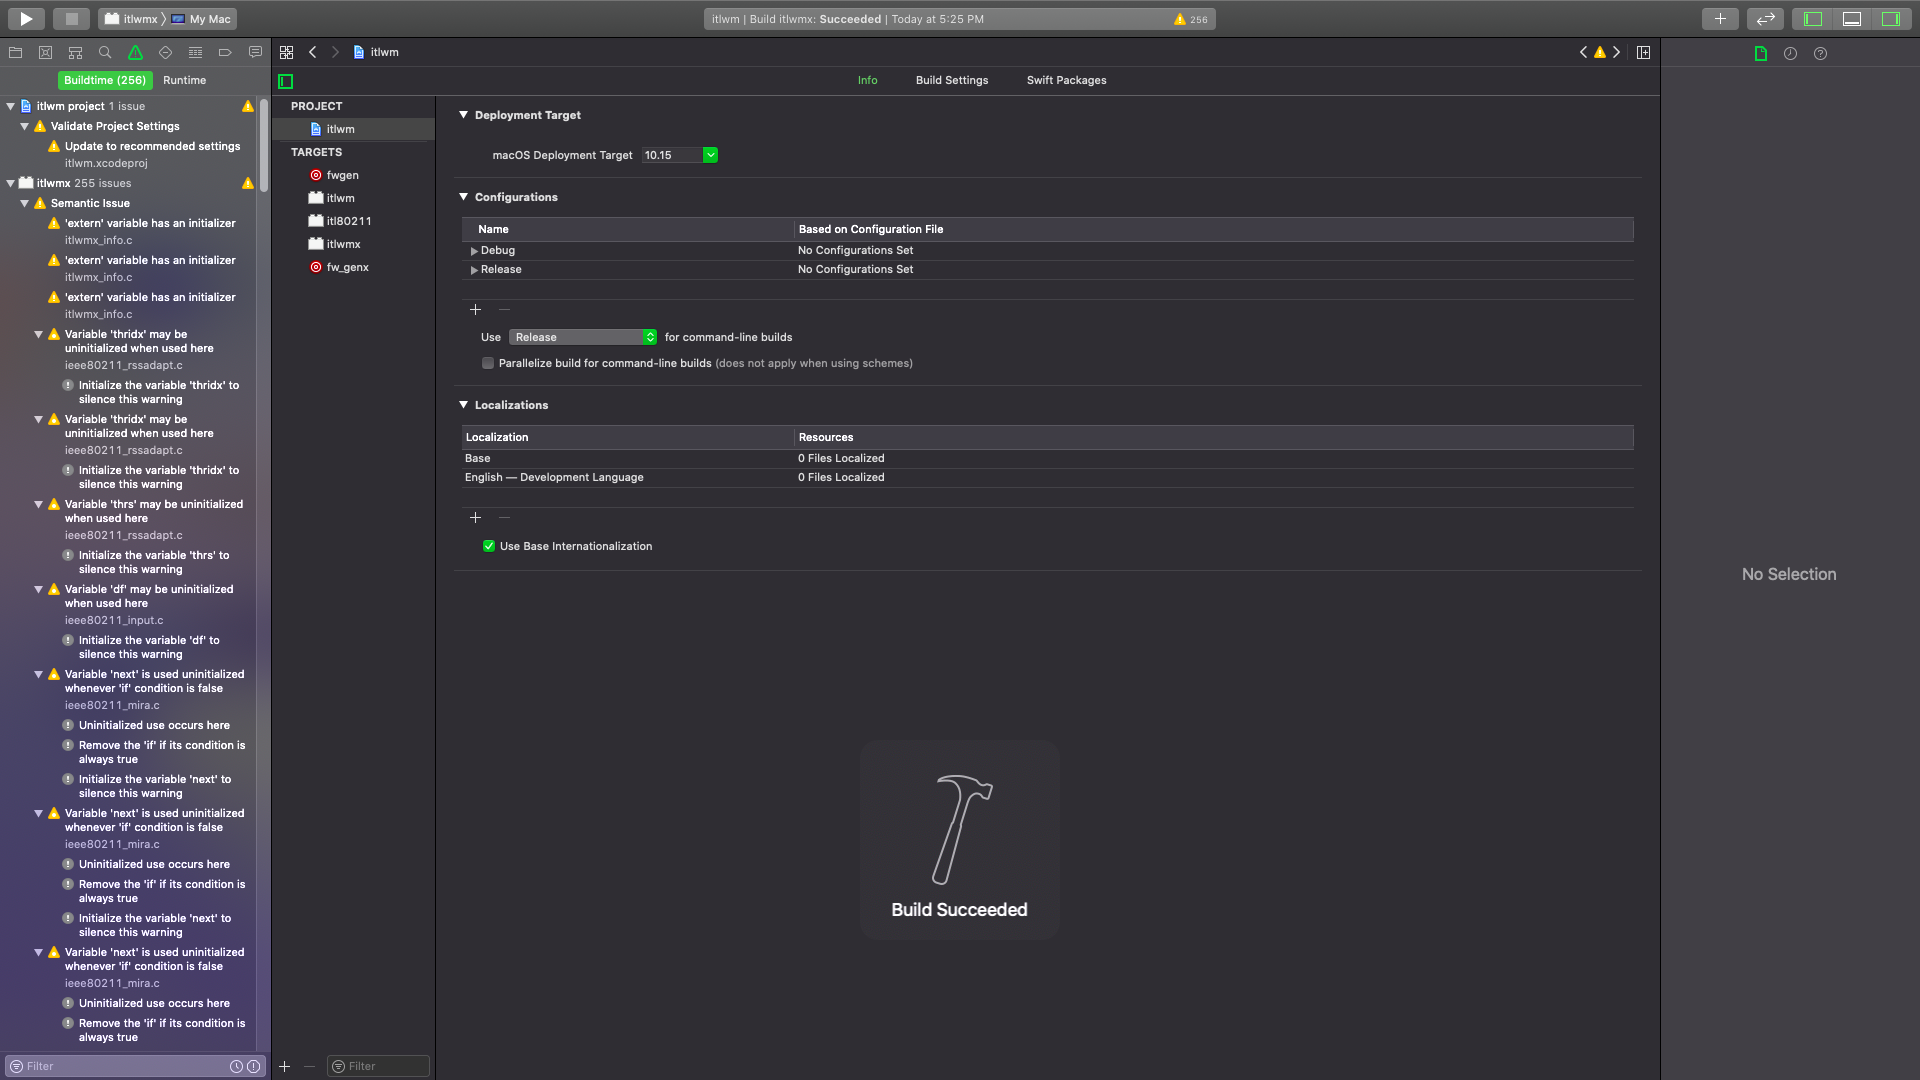 itlwmx
My Mac
itlwm | Build itlwmx: Succeeded | Today at 5:25 PM
256
itlwm
Buildtime (256)
Runtime
Info
Build Settings
Swift Packages
itlwm project 1 issue
Validate Project Settings
Update to recommended settings
itlwm.xcodeproj
itlwmx 255 issues
Semantic Issue
'extern' variable has an initializer
itlwmx_info.c
'extern' variable has an initializer
itlwmx_info.c
'extern' variable has an initializer
itlwmx_info.c
Variable 'thridx' may be
uninitialized when used here
ieee80211_rssadapt.c
Initialize the variable 'thridx' to
silence this warning
Variable 'thridx' may be
uninitialized when used here
ieee80211_rssadapt.c
Initialize the variable 'thridx' to
silence this warning
Variable 'thrs' may be uninitialized
when used here
ieee80211_rssadapt.c
Initialize the variable 'thrs' to
silence this warning
Variable 'df' may be uninitialized
when used here
ieee80211_input.c
Initialize the variable 'df' to
silence this warning
Variable 'next' is used uninitialized
whenever 'if' condition is false
ieee80211_mira.c
Uninitialized use occurs here
Remove the 'if' if its condition is
always true
Initialize the variable 'next' to
silence this warning
Variable 'next' is used uninitialized
whenever 'if' condition is false
ieee80211_mira.c
Uninitialized use occurs here
Remove the 'if' if its condition is
always true
Initialize the variable 'next' to
silence this warning
Variable 'next' is used uninitialized
whenever 'if' condition is false
ieee80211_mira.c
Uninitialized use occurs here
Remove the 'if' if its condition is
always true
Filter
PROJECT
itlwm
TARGETS
fwgen
itlwm
itl80211
itlwmx
fw_genx
Filter
Deployment Target
macOS Deployment Target 10.15
Configurations
Name Based on Configuration File
Debug No Configurations Set
Release No Configurations Set
Use Release for command-line builds
Parallelize build for command-line builds (does not apply when using schemes)
Localizations
Localization Resources
Base 0 Files Localized
English — Development Language 0 Files Localized
Use Base Internationalization
Build Succeeded
No Selection